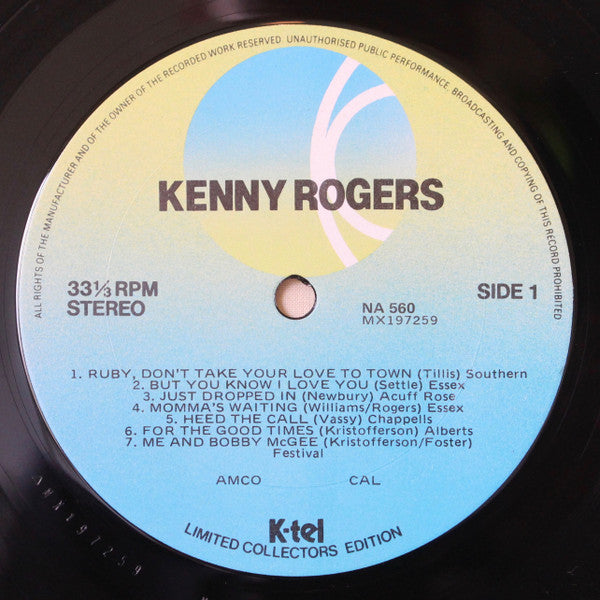 ALL RIGHTS OF THE MANUFACTURER AND OF THE OWNER OF THE RECORDED WORK RESERVED. UNAUTHORISED PUBLIC PERFORMANCE, BROADCASTING AND COPYING OF THIS RECORD PROHIBITED
KENNY ROGERS
33⅓ RPM
STEREO
NA 560
MX197259
SIDE 1
1. RUBY, DON'T TAKE YOUR LOVE TO TOWN (Tillis) Southern
2. BUT YOU KNOW I LOVE YOU (Settle) Essex
3. JUST DROPPED IN (Newbury) Acuff Rose
4. MOMMA'S WAITING (Williams/Rogers) Essex
5. HEED THE CALL (Vassy) Chappells
6. FOR THE GOOD TIMES (Kristofferson) Alberts
7. ME AND BOBBY McGEE (Kristofferson/Foster)
Festival
AMCO CAL
K-tel
LIMITED COLLECTORS EDITION